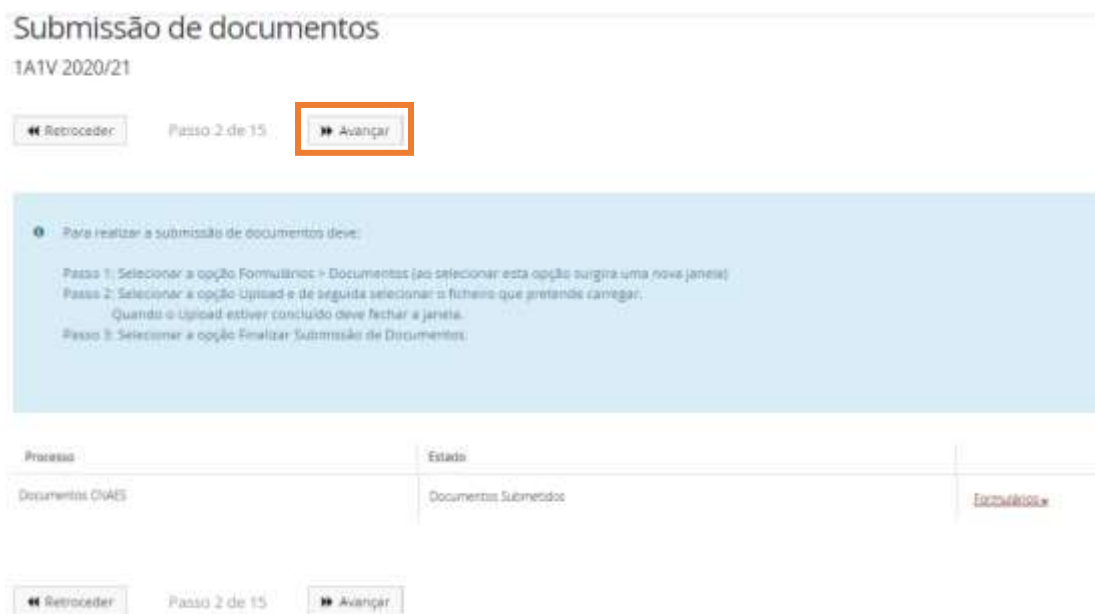 Submissão de documentos
1A1V 2020/21
Retroceder Passo 2 de 15 Avançar
Para realizar a submissão de documentos deve:
Passo 1: Selecionar a opção Formulários > Documentos (ao selecionar esta opção surgira uma nova janela)
Passo 2: Selecionar a opção Upload e de seguida selecionar o ficheiro que pretende carregar.
Quando o Upload estiver concluído deve fechar a janela.
Passo 3: Selecionar a opção Finalizar Submissão de Documentos
Processo Estado
Documentos CNAES Documentos Submetidos Formulários
Retroceder Passo 2 de 15 Avançar